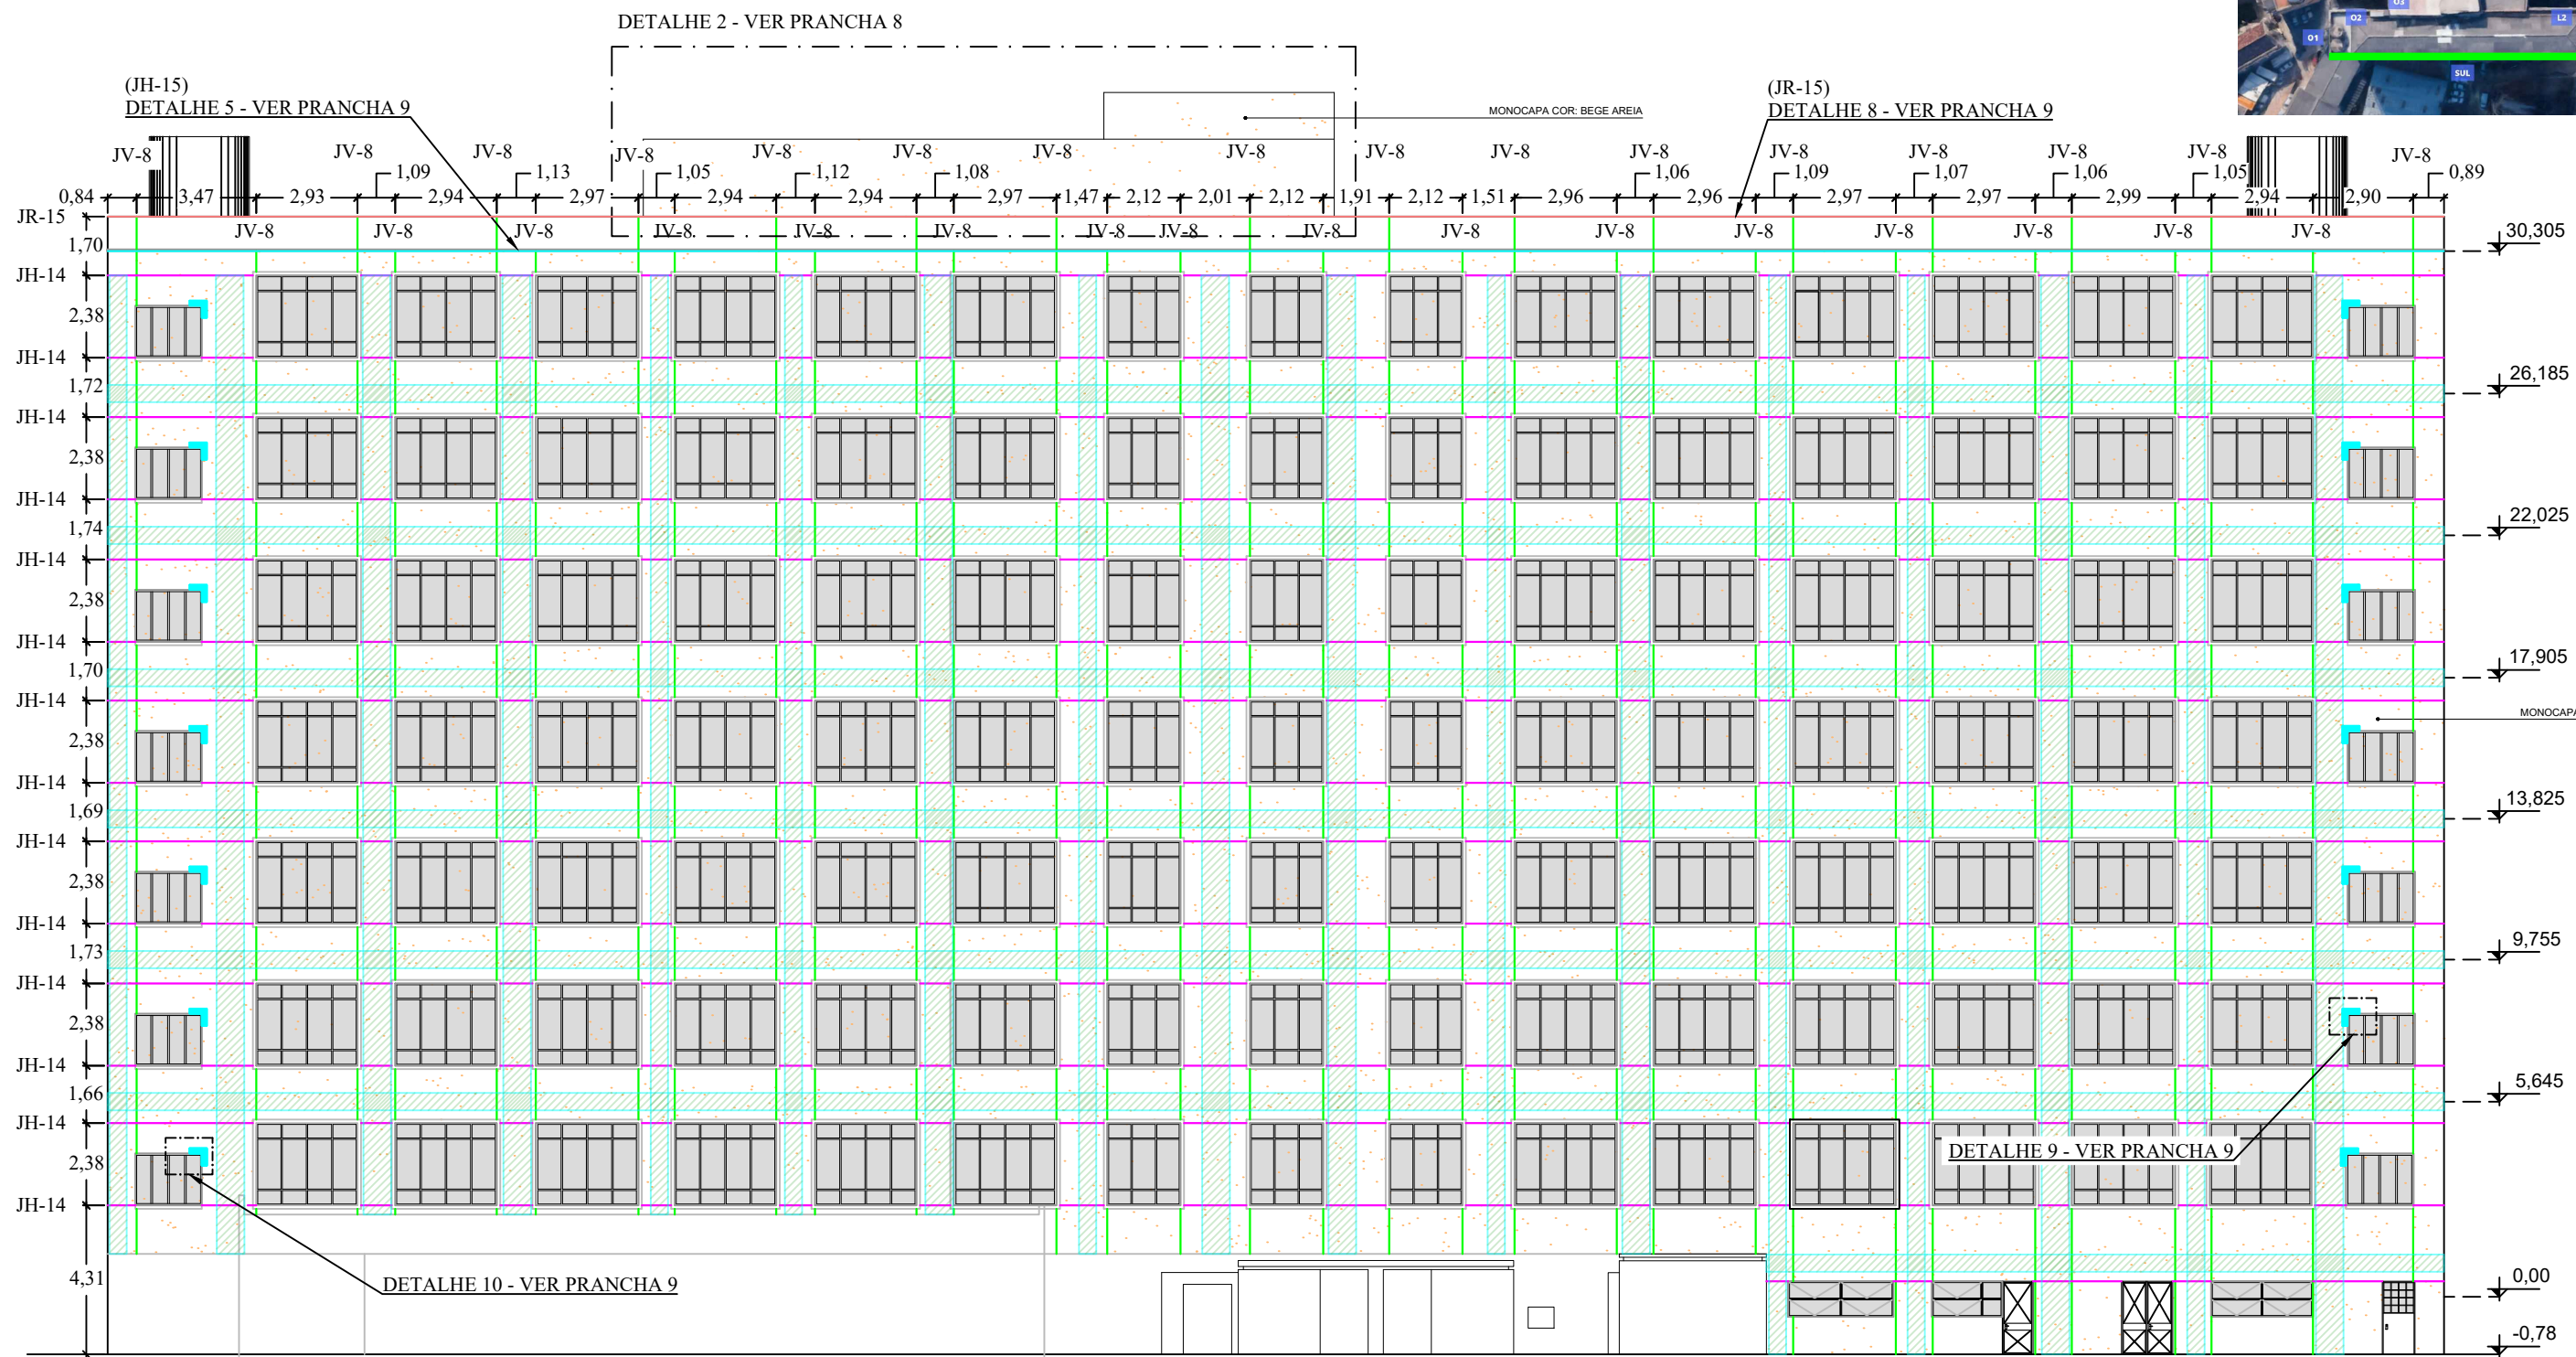 DETALHE 2 - VER PRANCHA 8
O3
O2
L2
O1
SUL
(JH-15)
DETALHE 5 - VER PRANCHA 9
(JR-15)
DETALHE 8 - VER PRANCHA 9
MONOCAPA COR: BEGE AREIA
JV-8 JV-8 JV-8 JV-8 JV-8 JV-8 JV-8 JV-8 JV-8 JV-8 JV-8 JV-8 JV-8 JV-8 JV-8 JV-8
1,09 1,13 1,05 1,12 1,08 1,06 1,09 1,07 1,06 1,05 0,89
0,84 3,47 2,93 2,94 2,97 2,94 2,94 2,97 1,47 2,12 2,01 2,12 1,91 2,12 1,51 2,96 2,96 2,97 2,97 2,99 2,94 2,90
JR-15
JV-8 JV-8 JV-8 JV-8 JV-8 JV-8 JV-8 JV-8 JV-8 JV-8 JV-8 JV-8 JV-8 JV-8 JV-8 JV-8
1,70 30,305
JH-14
2,38
JH-14
1,72 26,185
JH-14
2,38
JH-14
1,74 22,025
JH-14
2,38
JH-14
1,70 17,905
JH-14
MONOCAPA
2,38
JH-14
1,69 13,825
JH-14
2,38
JH-14
1,73 9,755
JH-14
2,38
JH-14
1,66 5,645
JH-14
DETALHE 9 - VER PRANCHA 9
2,38
JH-14
4,31 0,00
DETALHE 10 - VER PRANCHA 9
-0,78